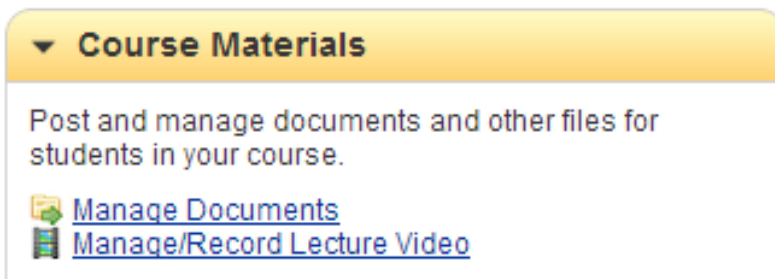 Course Materials
Post and manage documents and other files for
students in your course.
Manage Documents
Manage/Record Lecture Video